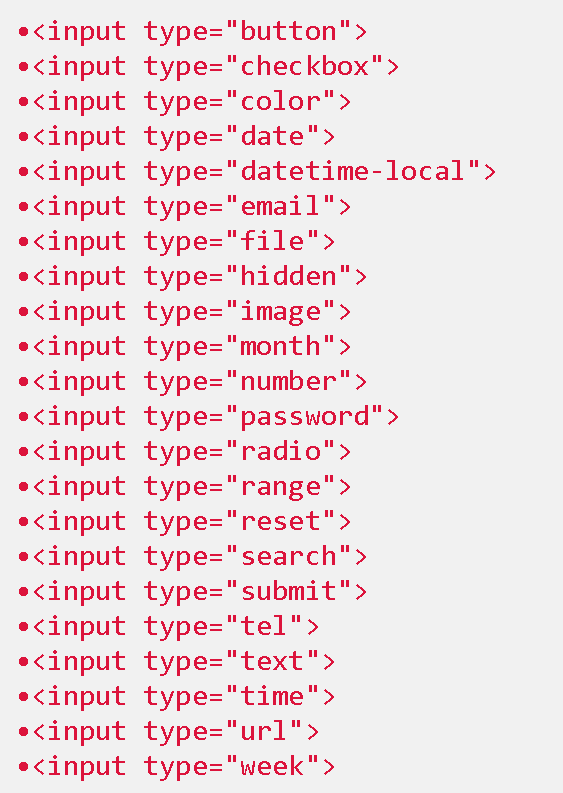 •<input type="button">
•<input type="checkbox">
•<input type="color">
•<input type="date">
•<input type="datetime-local">
•<input type="email">
•<input type="file">
•<input type="hidden">
•<input type="image">
•<input type="month">
•<input type="number">
•<input type="password">
•<input type="radio">
•<input type="range">
•<input type="reset">
•<input type="search">
•<input type="submit">
•<input type="tel">
•<input type="text">
•<input type="time">
•<input type="url">
•<input type="week">